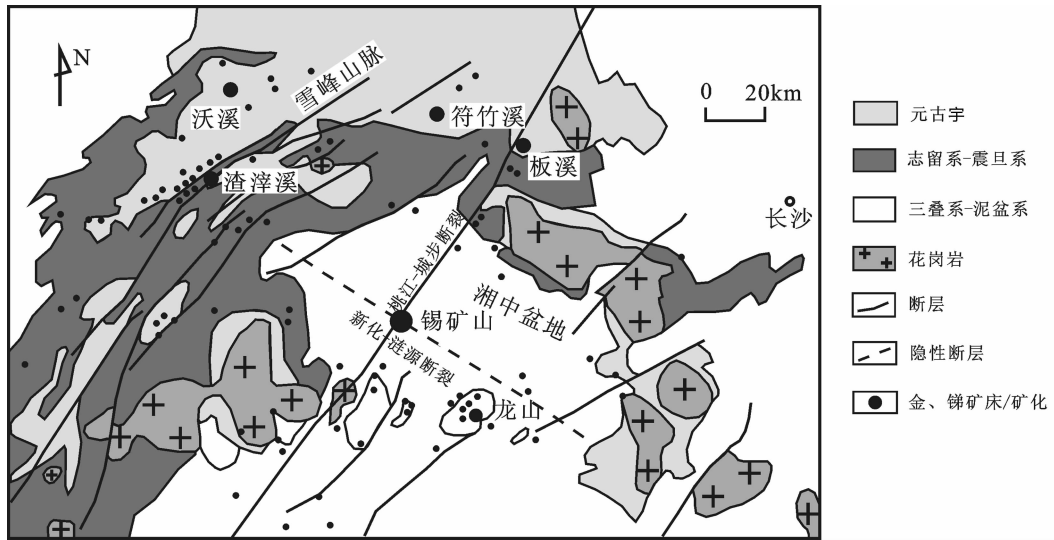 N
雪峰山脉
沃溪
符竹溪
板溪
渣滓溪
0 20km
长沙
桃江-城步断裂
湘中盆地
锡矿山
新化-涟源断裂
龙山
元古宇
志留系-震旦系
三叠系-泥盆系
花岗岩
断层
隐性断层
金、锑矿床/矿化